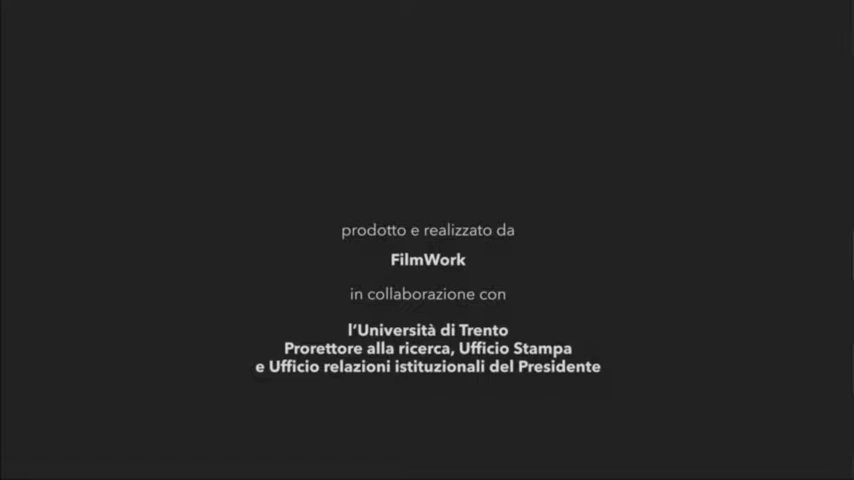 prodotto e realizzato da
FilmWork
in collaborazione con
l'Università di Trento
Prorettore alla ricerca, Ufficio Stampa
e Ufficio relazioni istituzionali del Presidente